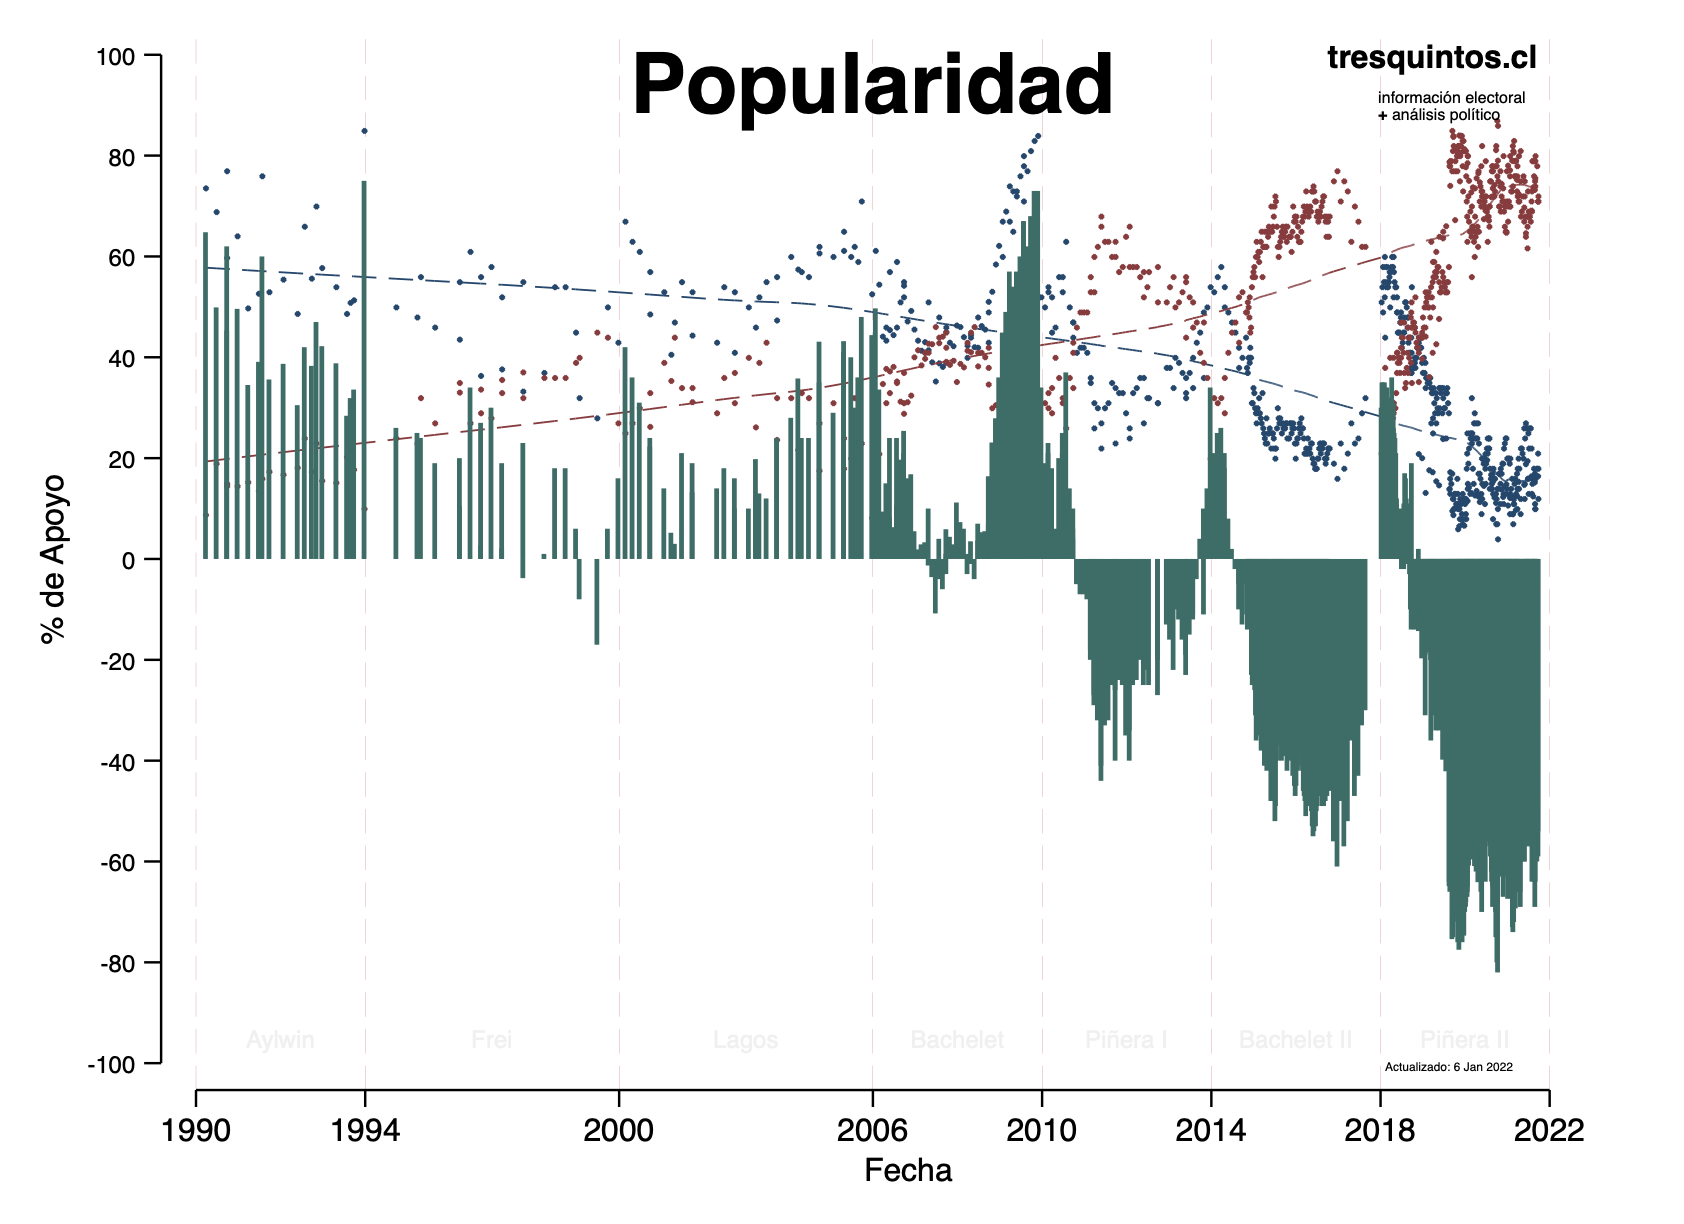 Popularidad
tresquintos.cl
información electoral
+ análisis político
100
80
60
40
20
0
-20
-40
-60
-80
-100
% de Apoyo
Aylwin
Frei
Lagos
Bachelet
Piñera I
Bachelet II
Piñera II
Actualizado: 6 Jan 2022
1990
1994
2000
2006
2010
2014
2018
2022
Fecha